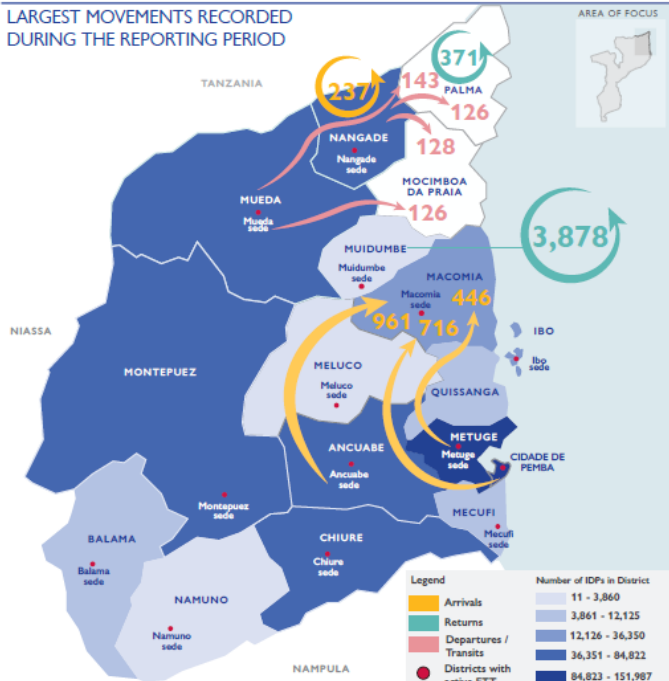 LARGEST MOVEMENTS RECORDED
DURING THE REPORTING PERIOD
AREA OF FOCUS
TANZANIA
371
237
143
PALMA
126
NANGADE
Nangade
sede
128
MOCIMBOA
DA PRAIA
MUEDA
Mueda
sede
126
3,878
MUIDUMBE
Muidumbe
sede
MACOMIA
Macomia
sede
446
961
716
NIASSA
IBO
Ibo
sede
MONTEPUEZ
MELUCO
Meluco
sede
QUISSANGA
METUGE
Metuge
sede
ANCUABE
Ancuabe
sede
CIDADE DE
PEMBA
Montepuez
sede
MECUFI
Mecufi
sede
BALAMA
Balama
sede
CHIURE
Chiure
sede
NAMUNO
Namuno
sede
NAMPULA
Legend
Arrivals
Returns
Departures /
Transits
Districts with
Number of IDPs in District
11 - 3,860
3,861 - 12,125
12,126 - 36,350
36,351 - 84,822
84,823 - 151,987